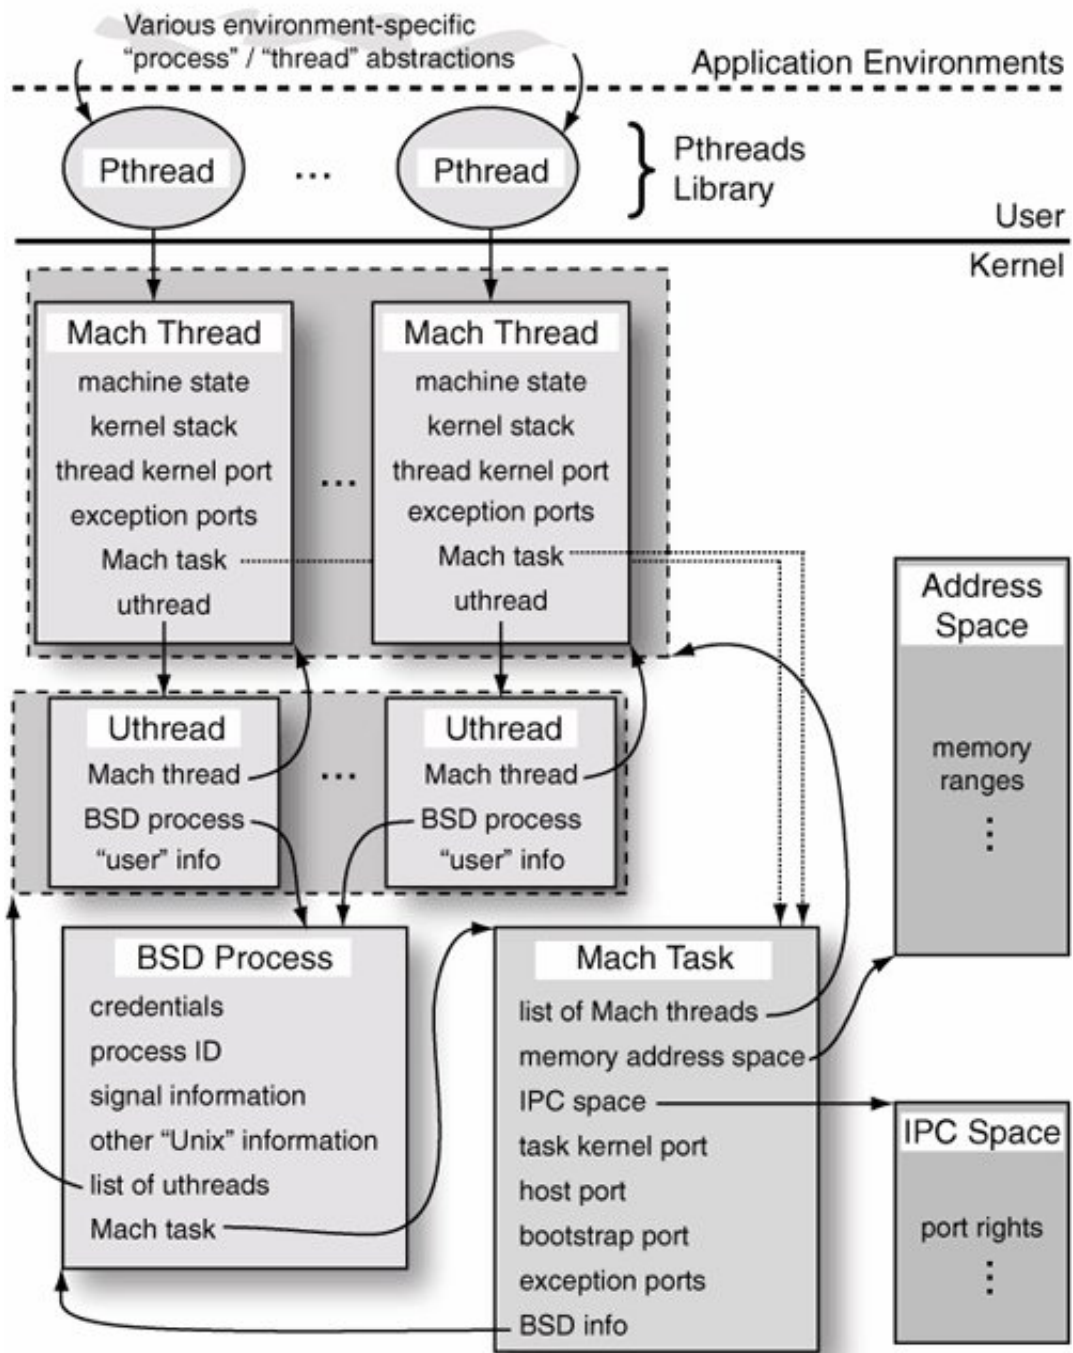 Various environment-specific
“process” / “thread” abstractions
Application Environments
Pthread
...
Pthread
Pthreads
Library
User
Kernel
Mach Thread
machine state
kernel stack
thread kernel port
exception ports
Mach task
uthread
...
Mach Thread
machine state
kernel stack
thread kernel port
exception ports
Mach task
uthread
Uthread
Mach thread
BSD process
“user” info
...
Uthread
Mach thread
BSD process
“user” info
Address
Space
memory
ranges
BSD Process
credentials
process ID
signal information
other “Unix” information
list of uthreads
Mach task
Mach Task
list of Mach threads
memory address space
IPC space
task kernel port
host port
bootstrap port
exception ports
BSD info
IPC Space
port rights